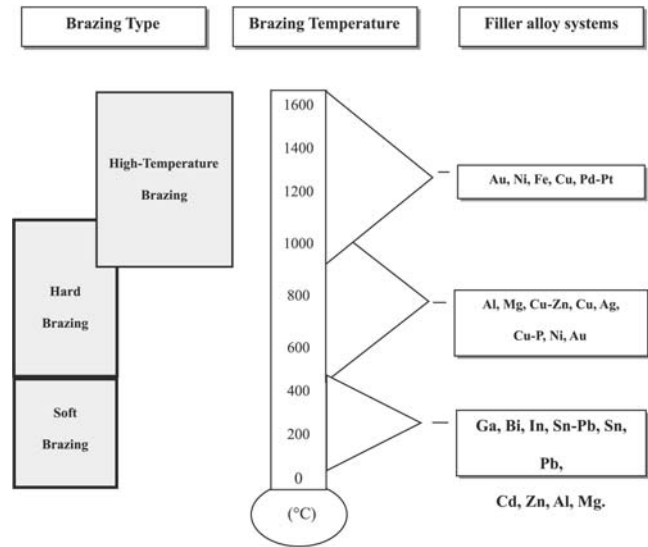 Brazing Type
Brazing Temperature
Filler alloy systems
High-Temperature
Brazing
Hard
Brazing
Soft
Brazing
1600
1400
1200
1000
800
600
400
200
0
(°C)
Au, Ni, Fe, Cu, Pd-Pt
Al, Mg, Cu-Zn, Cu, Ag,
Cu-P, Ni, Au
Ga, Bi, In, Sn-Pb, Sn,
Pb,
Cd, Zn, Al, Mg.